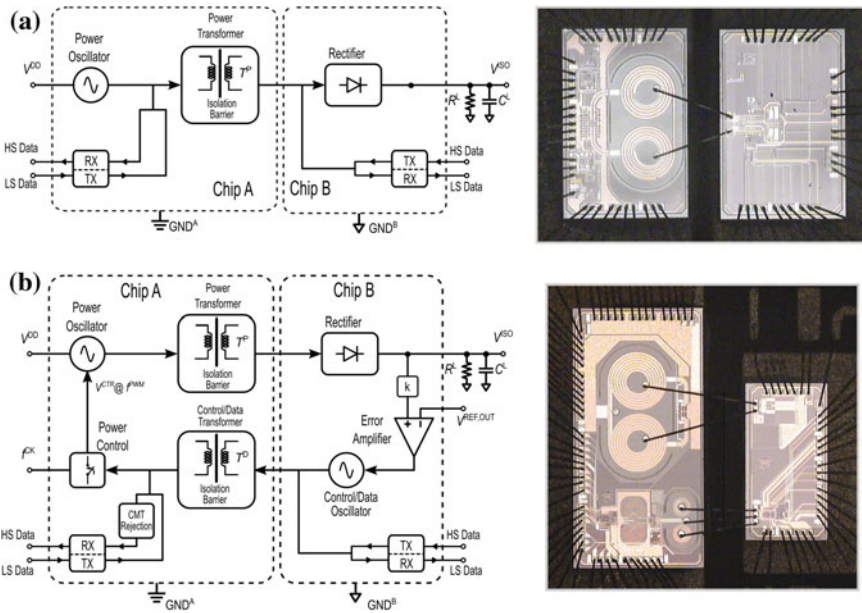 (a)
Power
Oscillator
Power
Transformer
Rectifier
V^DD
T^P
V^ISO
Isolation
Barrier
R^L
C^L
HS Data
RX
TX
HS Data
LS Data
TX
RX
LS Data
Chip A
Chip B
GND^A
GND^B
(b)
Chip A
Chip B
Power
Oscillator
Power
Transformer
Rectifier
V^DD
T^P
V^ISO
Isolation
Barrier
R^L
C^L
k
V^CTR@ f^PWM
Control/Data
Transformer
Error
Amplifier
+ −
V^REF,OUT
Power
Control
f^CK
T^D
Isolation
Barrier
Control/Data
Oscillator
CMT
Rejection
HS Data
RX
TX
HS Data
LS Data
TX
RX
LS Data
GND^A
GND^B